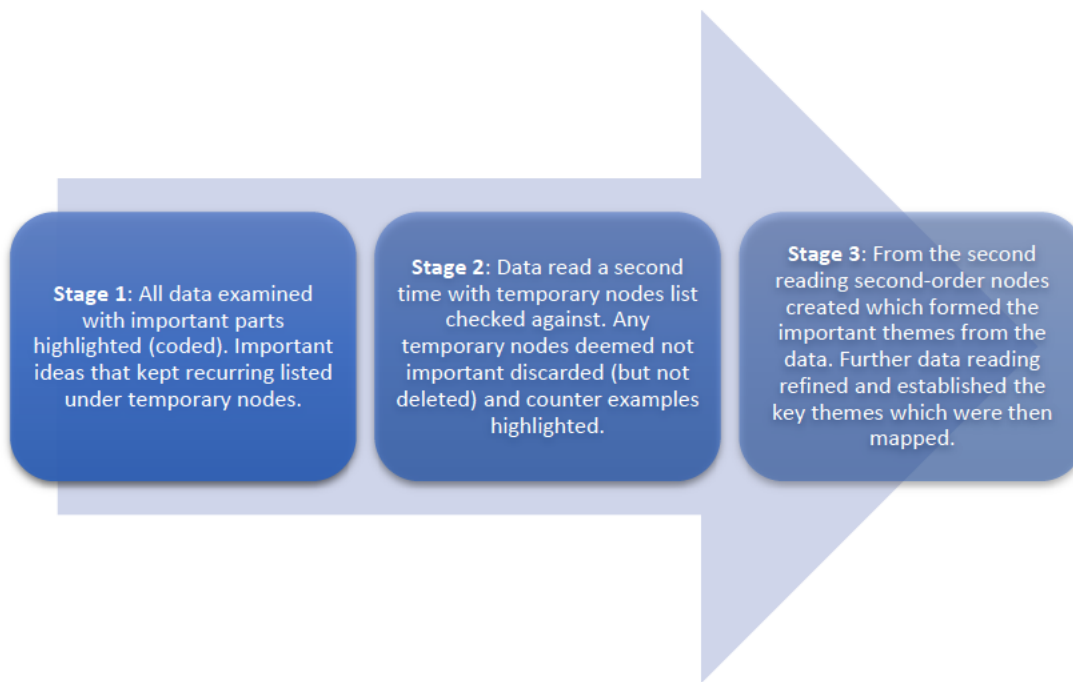 Stage 1: All data examined
with important parts
highlighted (coded). Important
ideas that kept recurring listed
under temporary nodes.
Stage 2: Data read a second
time with temporary nodes list
checked against. Any
temporary nodes deemed not
important discarded (but not
deleted) and counter examples
highlighted.
Stage 3: From the second
reading second-order nodes
created which formed the
important themes from the
data. Further data reading
refined and established the
key themes which were then
mapped.